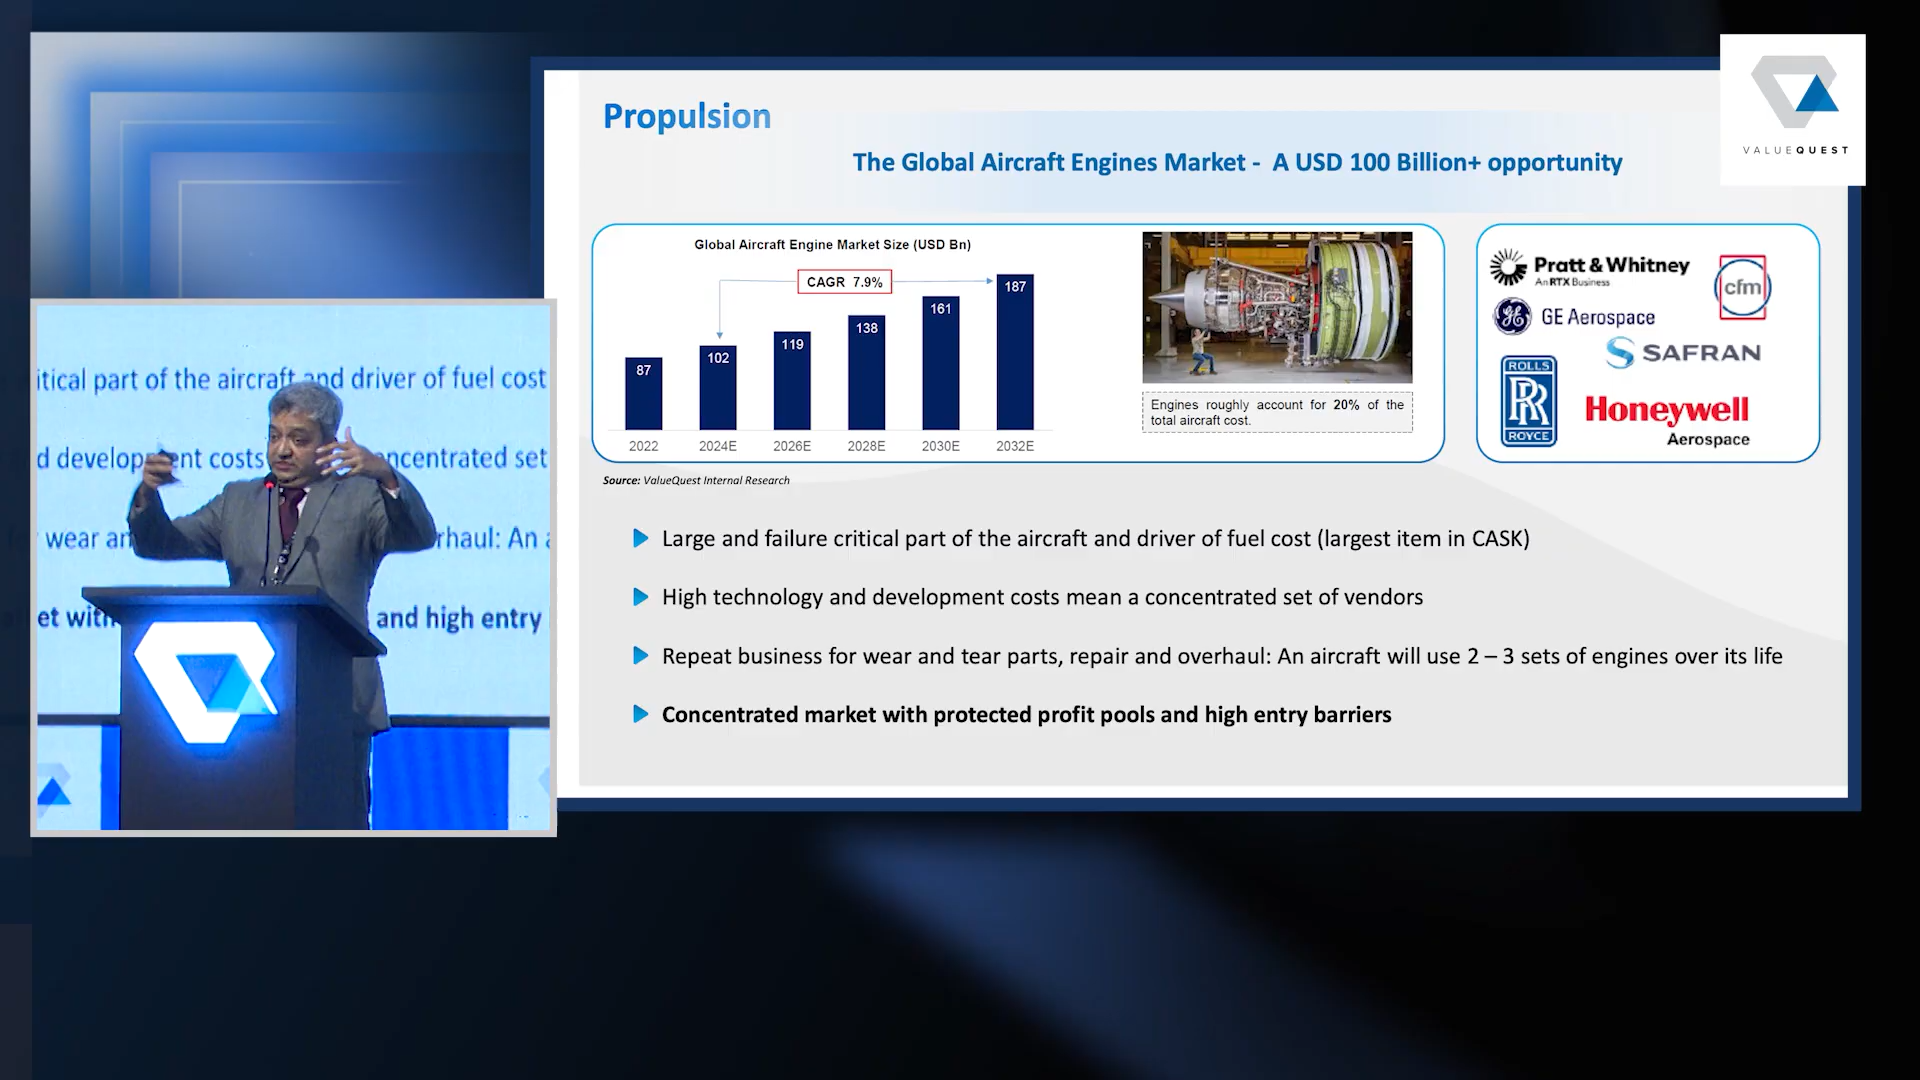 Propulsion
The Global Aircraft Engines Market - A USD 100 Billion+ opportunity
VALUEQUEST
Global Aircraft Engine Market Size (USD Bn)
CAGR 7.9%
87
102
119
138
161
187
2022
2024E
2026E
2028E
2030E
2032E
Engines roughly account for 20% of the
total aircraft cost.
Pratt & Whitney
An RTX Business
cfm
GE Aerospace
SAFRAN
ROLLS
RR
ROYCE
Honeywell
Aerospace
Source: ValueQuest Internal Research
Large and failure critical part of the aircraft and driver of fuel cost (largest item in CASK)
High technology and development costs mean a concentrated set of vendors
Repeat business for wear and tear parts, repair and overhaul: An aircraft will use 2 – 3 sets of engines over its life
Concentrated market with protected profit pools and high entry barriers
itical part of the aircraft and driver of fuel cost
d development costs ncentrated set
wear an rhaul: An a
et with and high entry